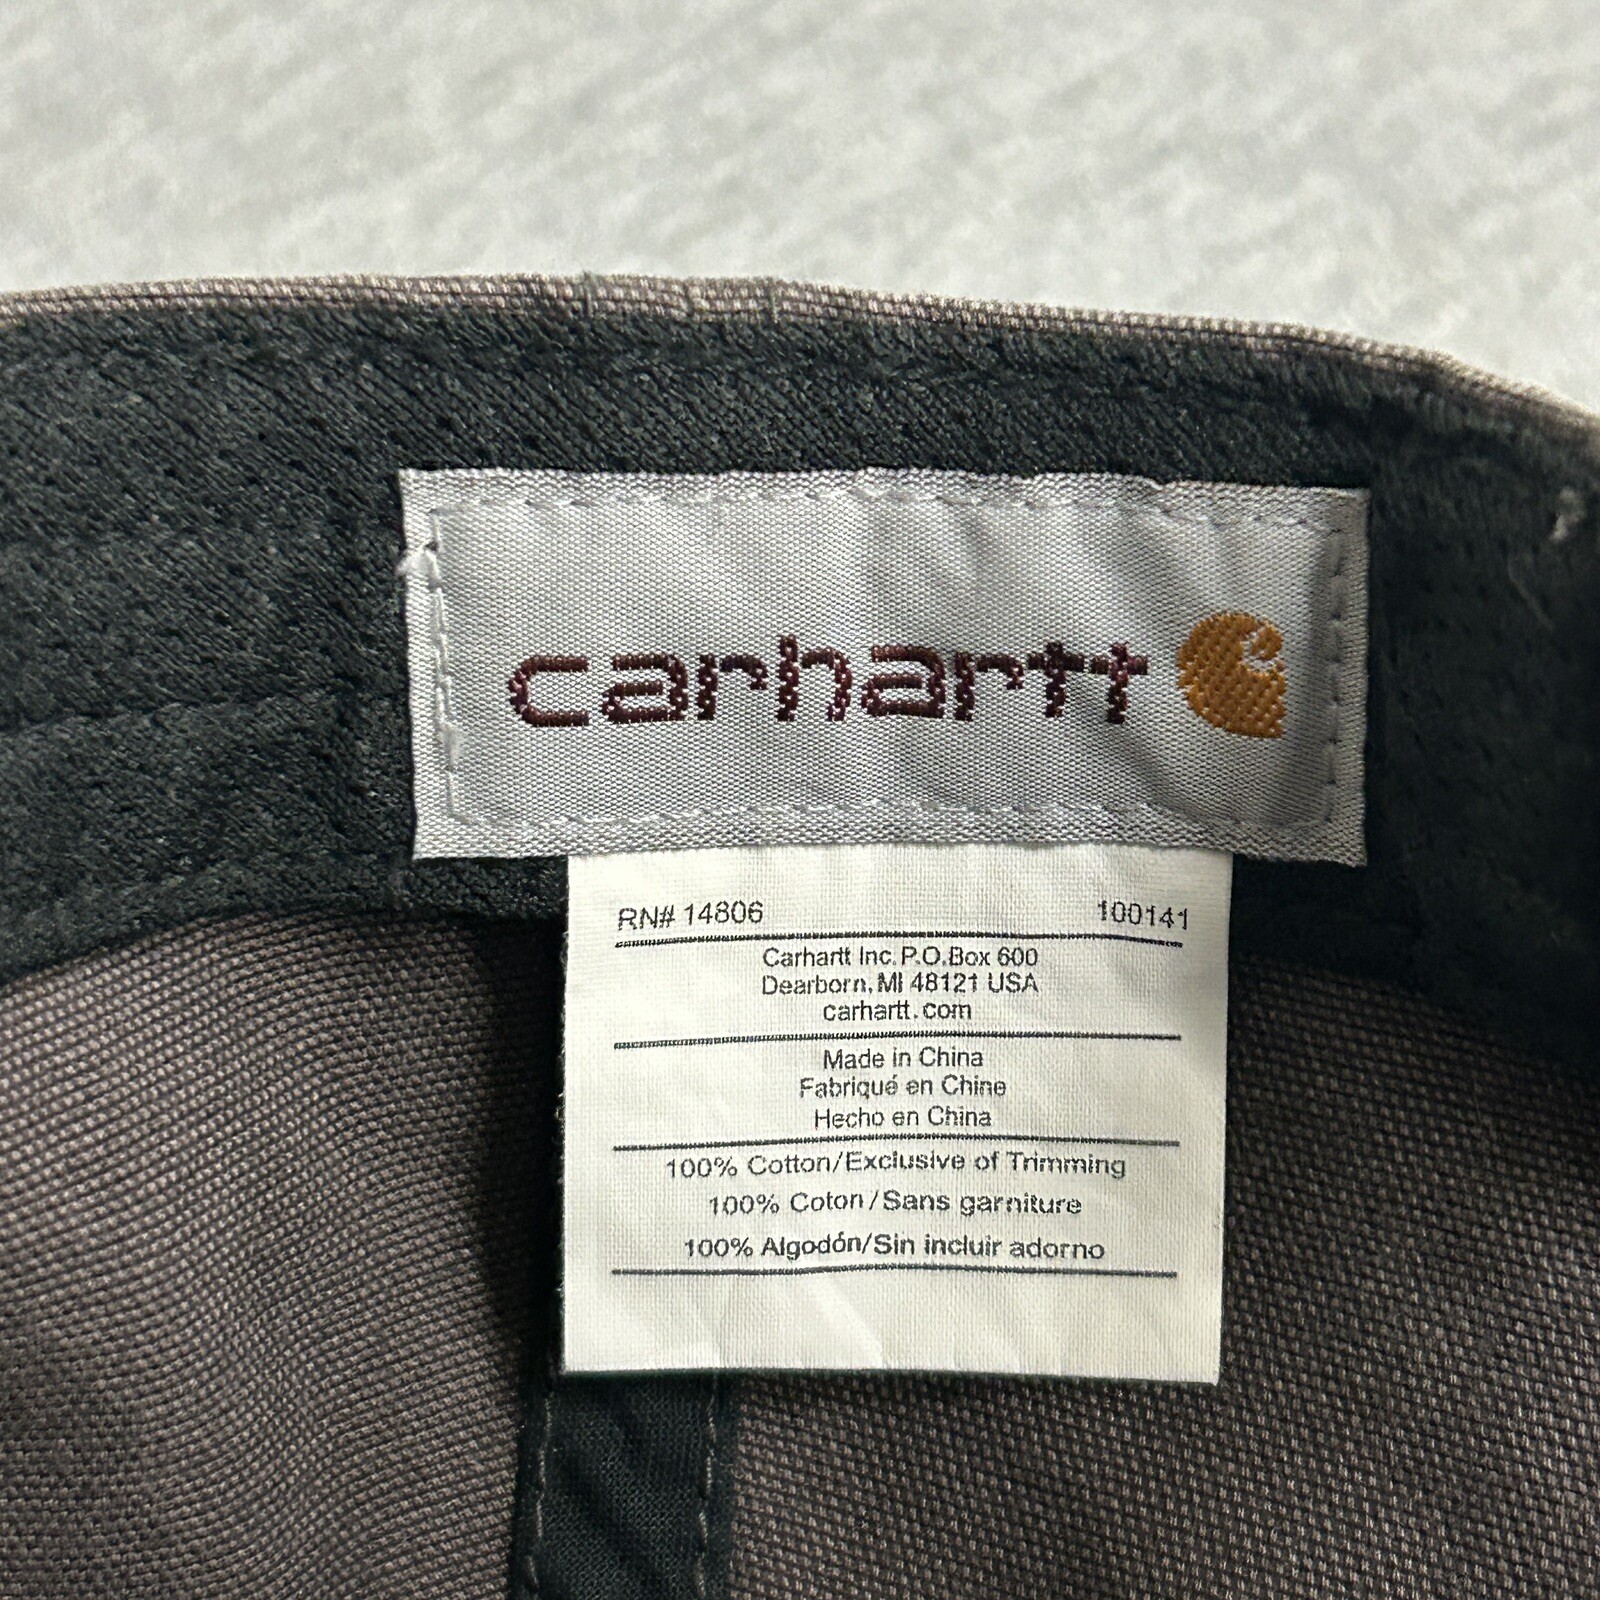 carhartt
RN# 14806 100141
Carhartt Inc. P.O.Box 600
Dearborn, MI 48121 USA
carhartt.com
Made in China
Fabriqué en Chine
Hecho en China
100% Cotton/Exclusive of Trimming
100% Coton/Sans garniture
100% Algodón/Sin incluir adorno